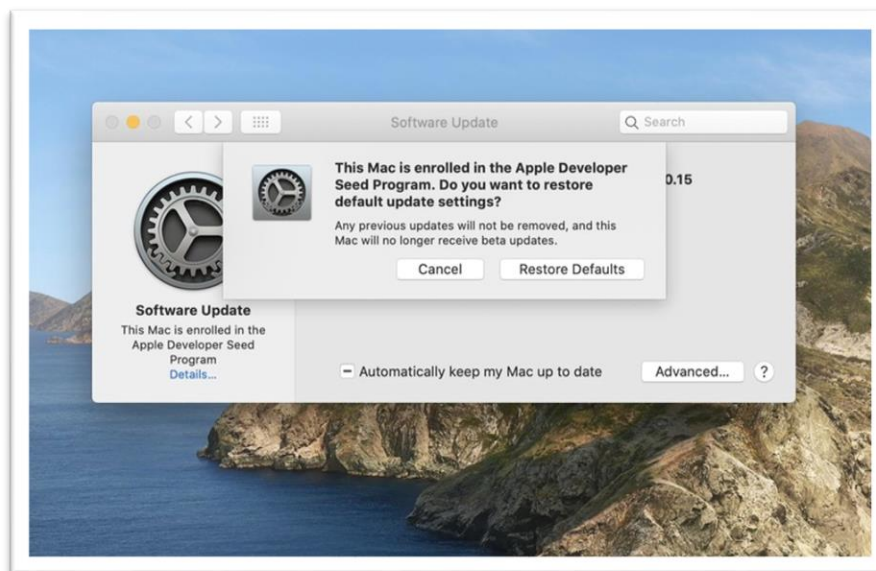 Software Update
Search
This Mac is enrolled in the Apple Developer
Seed Program. Do you want to restore
default update settings?
Any previous updates will not be removed, and this
Mac will no longer receive beta updates.
Cancel
Restore Defaults
0.15
Software Update
This Mac is enrolled in the
Apple Developer Seed
Program
Details...
Automatically keep my Mac up to date
Advanced...
?